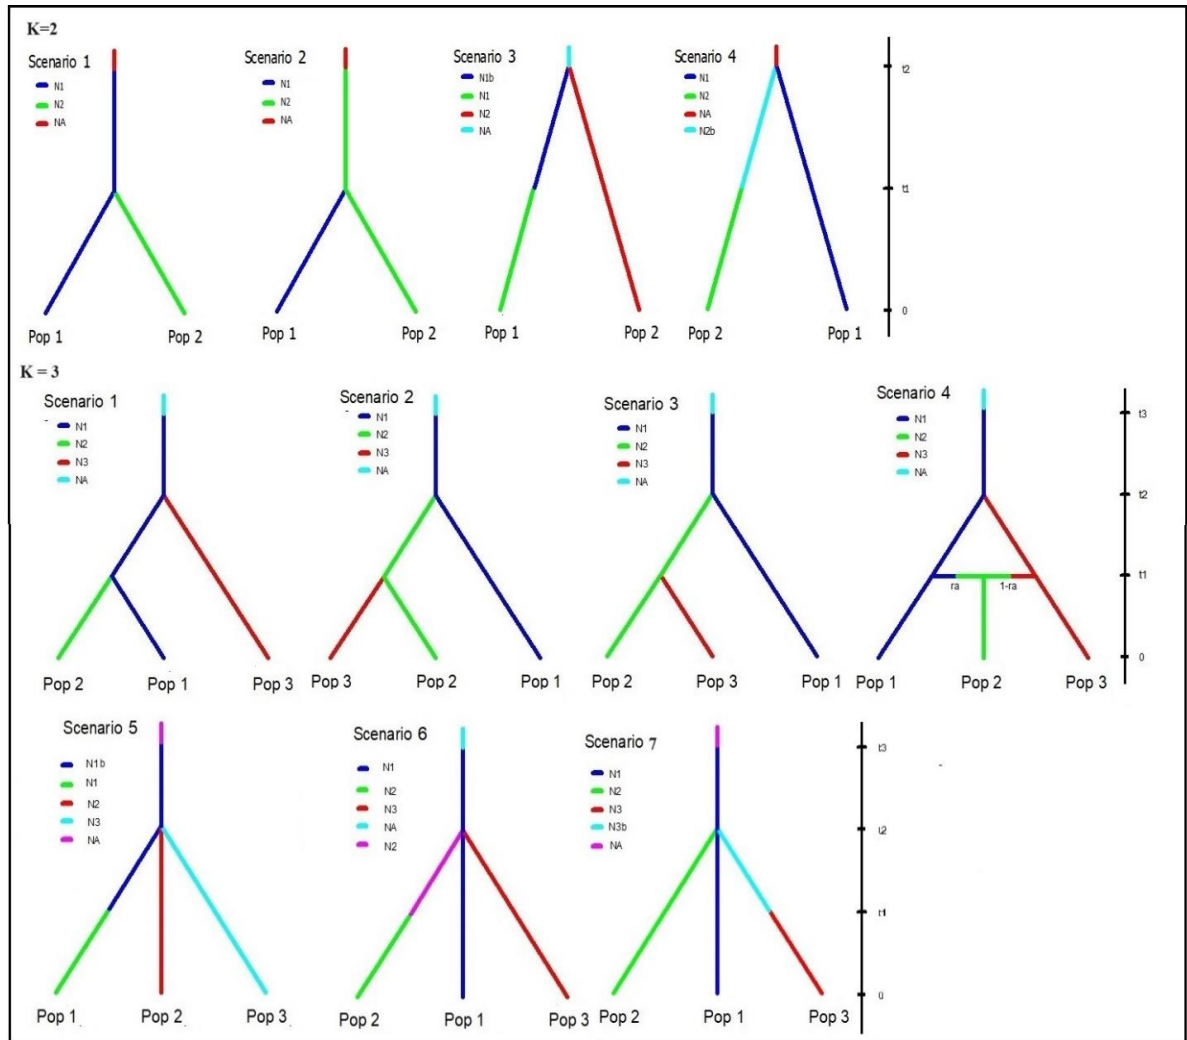 K=2
Scenario 1
N1
N2
NA
Pop 1 Pop 2
Scenario 2
N1
N2
NA
Pop 1 Pop 2
Scenario 3
N1b
N1
N2
NA
Pop 1 Pop 2
Scenario 4
N1
N2
NA
N2b
Pop 2 Pop 1
t2
t1
0
K = 3
Scenario 1
N1
N2
N3
NA
Pop 2 Pop 1 Pop 3
Scenario 2
N1
N2
N3
NA
Pop 3 Pop 2 Pop 1
Scenario 3
N1
N2
N3
NA
Pop 2 Pop 3 Pop 1
Scenario 4
N1
N2
N3
NA
ra 1-ra
Pop 1 Pop 2 Pop 3
t3
t2
t1
0
Scenario 5
N1b
N1
N2
N3
NA
Pop 1 Pop 2 Pop 3
Scenario 6
N1
N2
N3
NA
N2
Pop 2 Pop 1 Pop 3
Scenario 7
N1
N2
N3
N3b
NA
Pop 2 Pop 1 Pop 3
t3
t2
t1
0